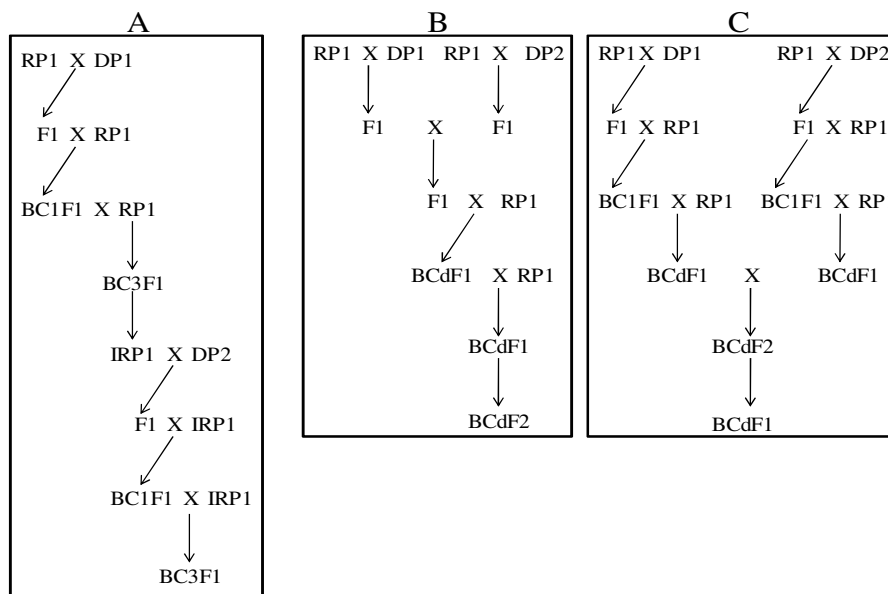 A
RP1 X DP1
F1 X RP1
BC1F1 X RP1
BC3F1
IRP1 X DP2
F1 X IRP1
BC1F1 X IRP1
BC3F1
B
RP1 X DP1 RP1 X DP2
F1 X F1
F1 X RP1
BCdF1 X RP1
BCdF1
BCdF2
C
RP1X DP1 RP1 X DP2
F1 X RP1 F1 X RP1
BC1F1 X RP1 BC1F1 X RP
BCdF1 X BCdF1
BCdF2
BCdF1